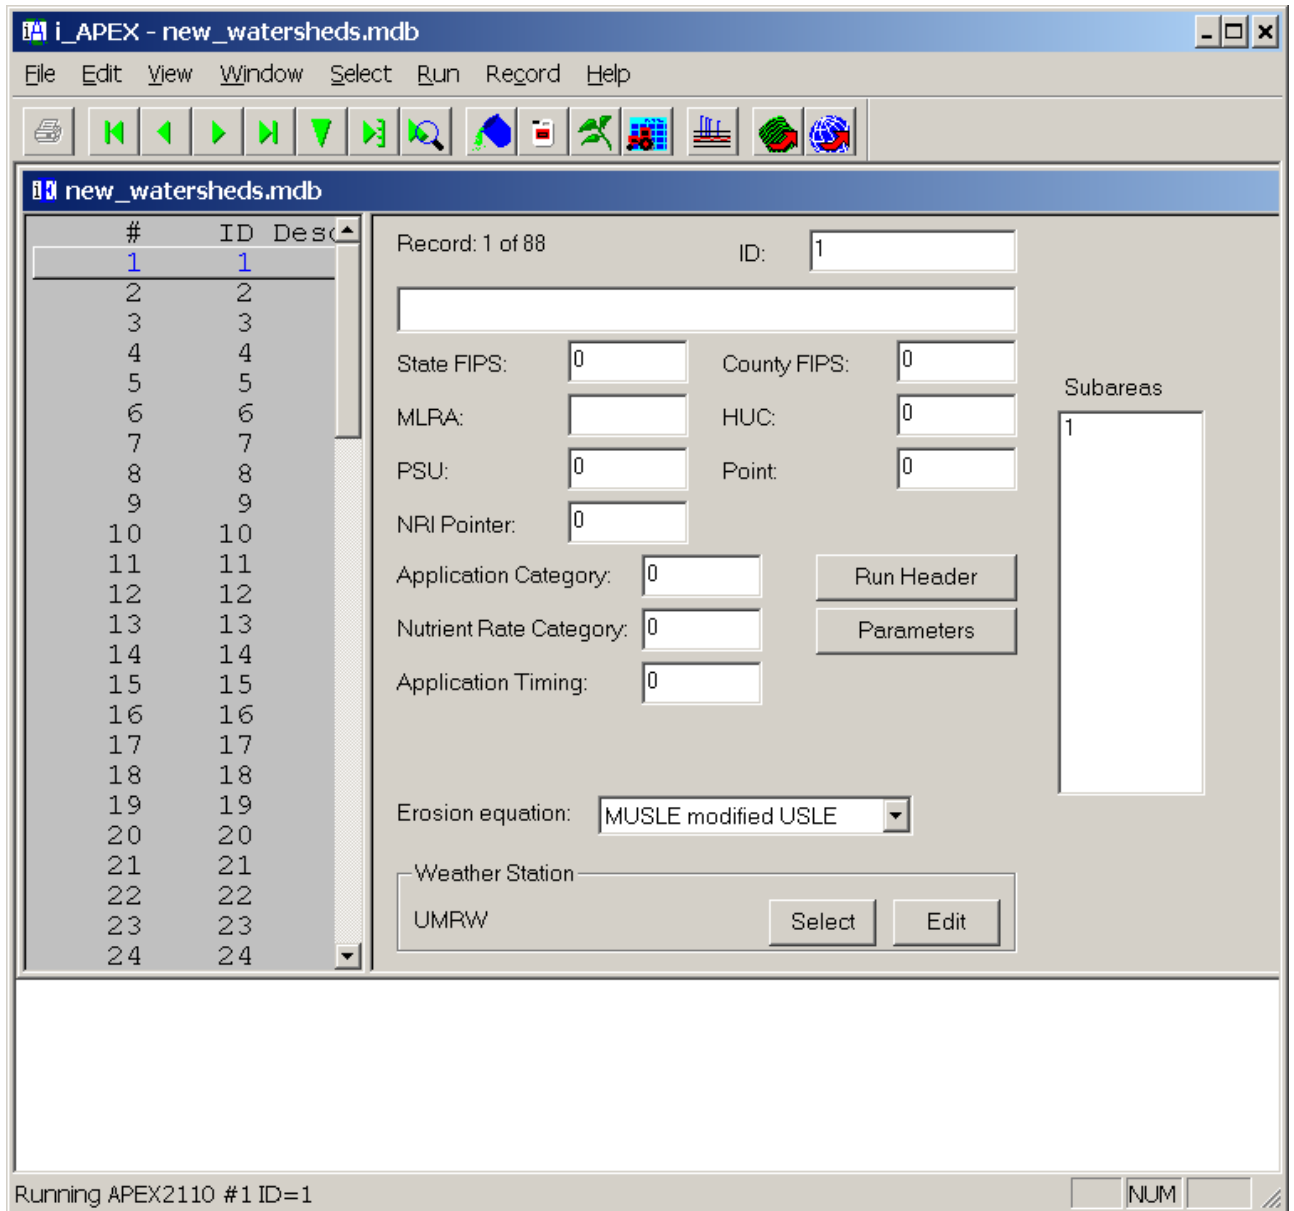 i_APEX - new_watersheds.mdb
File Edit View Window Select Run Record Help
new_watersheds.mdb
# ID Desc
1 1
2 2
3 3
4 4
5 5
6 6
7 7
8 8
9 9
10 10
11 11
12 12
13 13
14 14
15 15
16 16
17 17
18 18
19 19
20 20
21 21
22 22
23 23
24 24
Record: 1 of 88 ID: 1
State FIPS: 0 County FIPS: 0
Subareas
MLRA: HUC: 0
1
PSU: 0 Point: 0
NRI Pointer: 0
Application Category: 0 Run Header
Nutrient Rate Category: 0 Parameters
Application Timing: 0
Erosion equation: MUSLE modified USLE
Weather Station
UMRW Select Edit
Running APEX2110 #1 ID=1 NUM